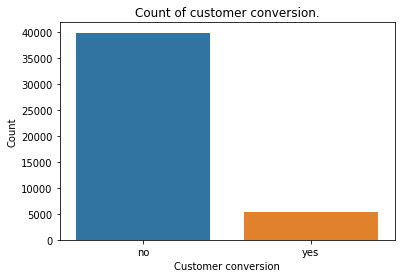 Count of customer conversion.
40000
35000
30000
25000
20000
15000
10000
5000
0
Count
no yes
Customer conversion